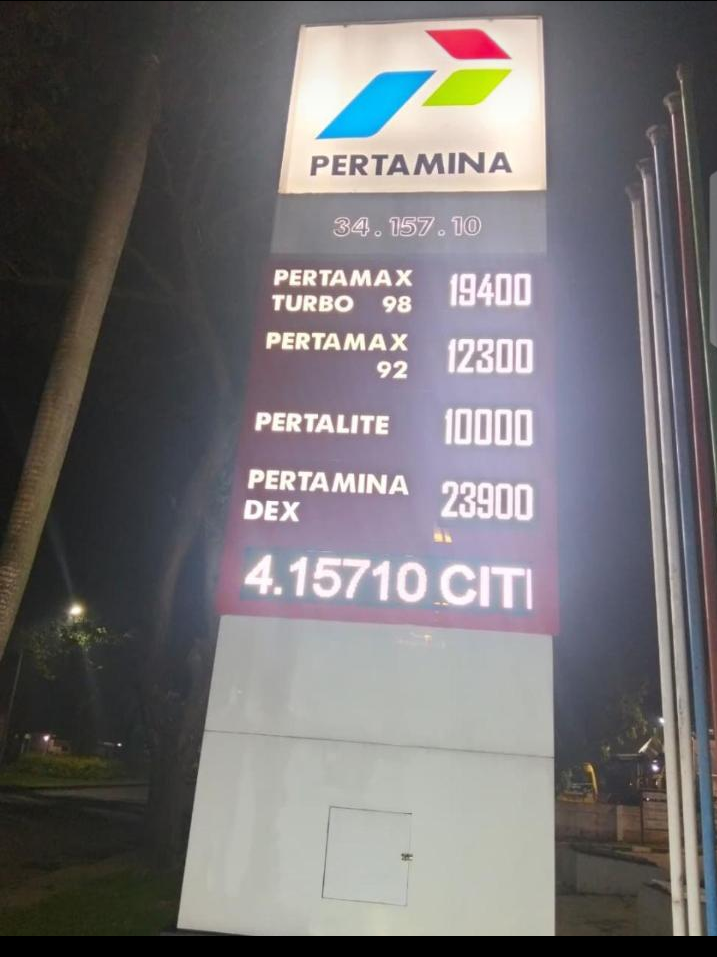 PERTAMINA
34.157.10
PERTAMAX
TURBO 98 19400
PERTAMAX
92 12300
PERTALITE 10000
PERTAMINA
DEX 23900
4.15710 CITI